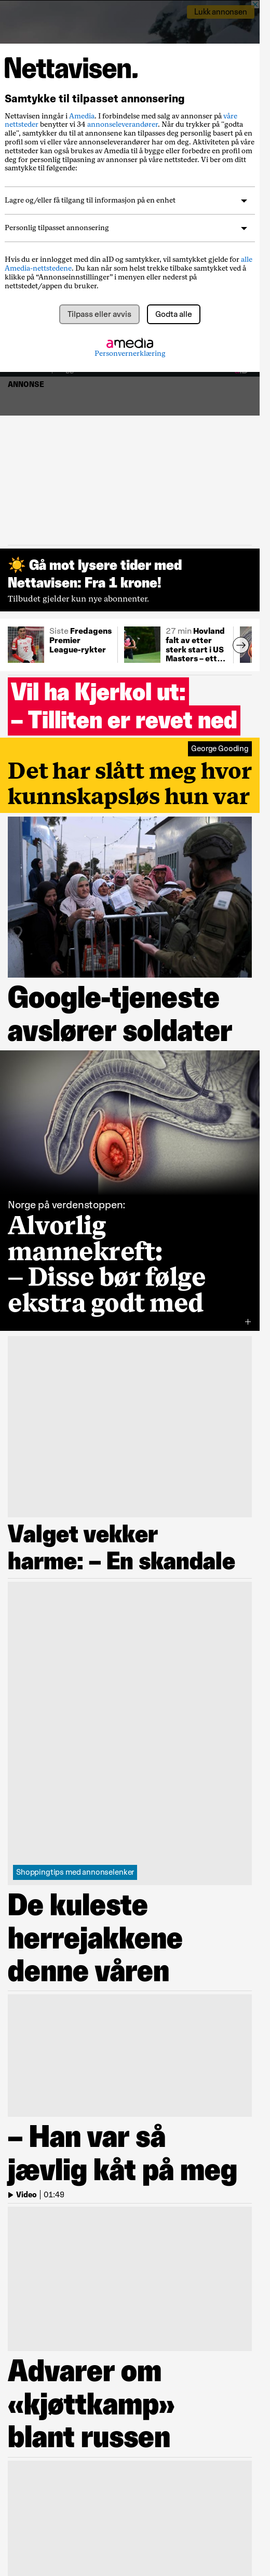 Lukk annonsen
Nettavisen.
Samtykke til tilpasset annonsering
Nettavisen inngår i Amedia. I forbindelse med salg av annonser på våre
nettsteder benytter vi 34 annonseleverandører. Når du trykker på "godta
alle", samtykker du til at annonsene du får kan tilpasses deg personlig basert på en
profil som vi eller våre annonseleverandører har om deg. Aktiviteten på våre
nettsteder kan også brukes av Amedia til å bygge eller forbedre en profil om
deg for personlig tilpasning av annonser på våre nettsteder. Vi ber om ditt
samtykke til følgende:
Lagre og/eller få tilgang til informasjon på en enhet
Personlig tilpasset annonsering
Hvis du er innlogget med din aID og samtykker, vil samtykket gjelde for alle
Amedia-nettstedene. Du kan når som helst trekke tilbake samtykket ved å
klikke på "Annonseinnstillinger" i menyen eller nederst på
nettstedet/appen du bruker.
Tilpass eller avvis
Godta alle
amedia
Personvernerklæring
ANNONSE
☀️ Gå mot lysere tider med
Nettavisen: Fra 1 krone!
Tilbudet gjelder kun nye abonnenter.
Siste Fredagens
Premier
League-rykter
27 min Hovland
falt av etter
sterk start i US
Masters – ett...
Vil ha Kjerkol ut:
– Tilliten er revet ned
George Gooding
Det har slått meg hvor
kunnskapsløs hun var
Google-tjeneste
avslører soldater
Norge på verdenstoppen:
Alvorlig
mannekreft:
– Disse bør følge
ekstra godt med
Valget vekker
harme: – En skandale
Shoppingtips med annonselenker
De kuleste
herrejakkene
denne våren
– Han var så
jævlig kåt på meg
Video | 01:49
Advarer om
«kjøttkamp»
blant russen